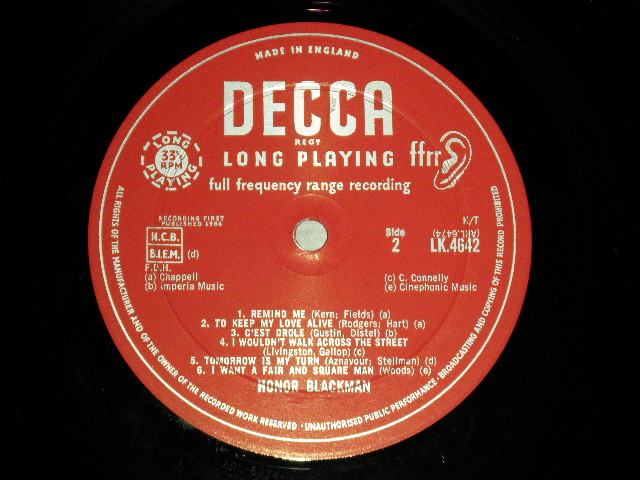 MADE IN ENGLAND
DECCA
REGD
LONG PLAYING
33⅓
RPM
LONG PLAYING
ffrr
full frequency range recording
RECORDING FIRST
PUBLISHED 1964
N.C.B.
B.I.E.M. (d)
F.D.H.
(a) Chappell
(b) Imperia Music
Side
2
K/T
(ARL.6474)
LK.4642
(c) C. Connelly
(e) Cinephonic Music
1. REMIND ME (Kern; Fields) (a)
2. TO KEEP MY LOVE ALIVE (Rodgers; Hart) (a)
3. C'EST DROLE (Gustin, Distel) (b)
4. I WOULDN'T WALK ACROSS THE STREET
(Livingston, Gallop) (c)
5. TOMORROW IS MY TURN (Aznavour; Stellman) (d)
6. I WANT A FAIR AND SQUARE MAN (Woods) (e)
HONOR BLACKMAN
ALL RIGHTS OF THE MANUFACTURER AND OF THE OWNER OF THE RECORDED WORK RESERVED · UNAUTHORISED PUBLIC PERFORMANCE · BROADCASTING AND COPYING OF THIS RECORD PROHIBITED